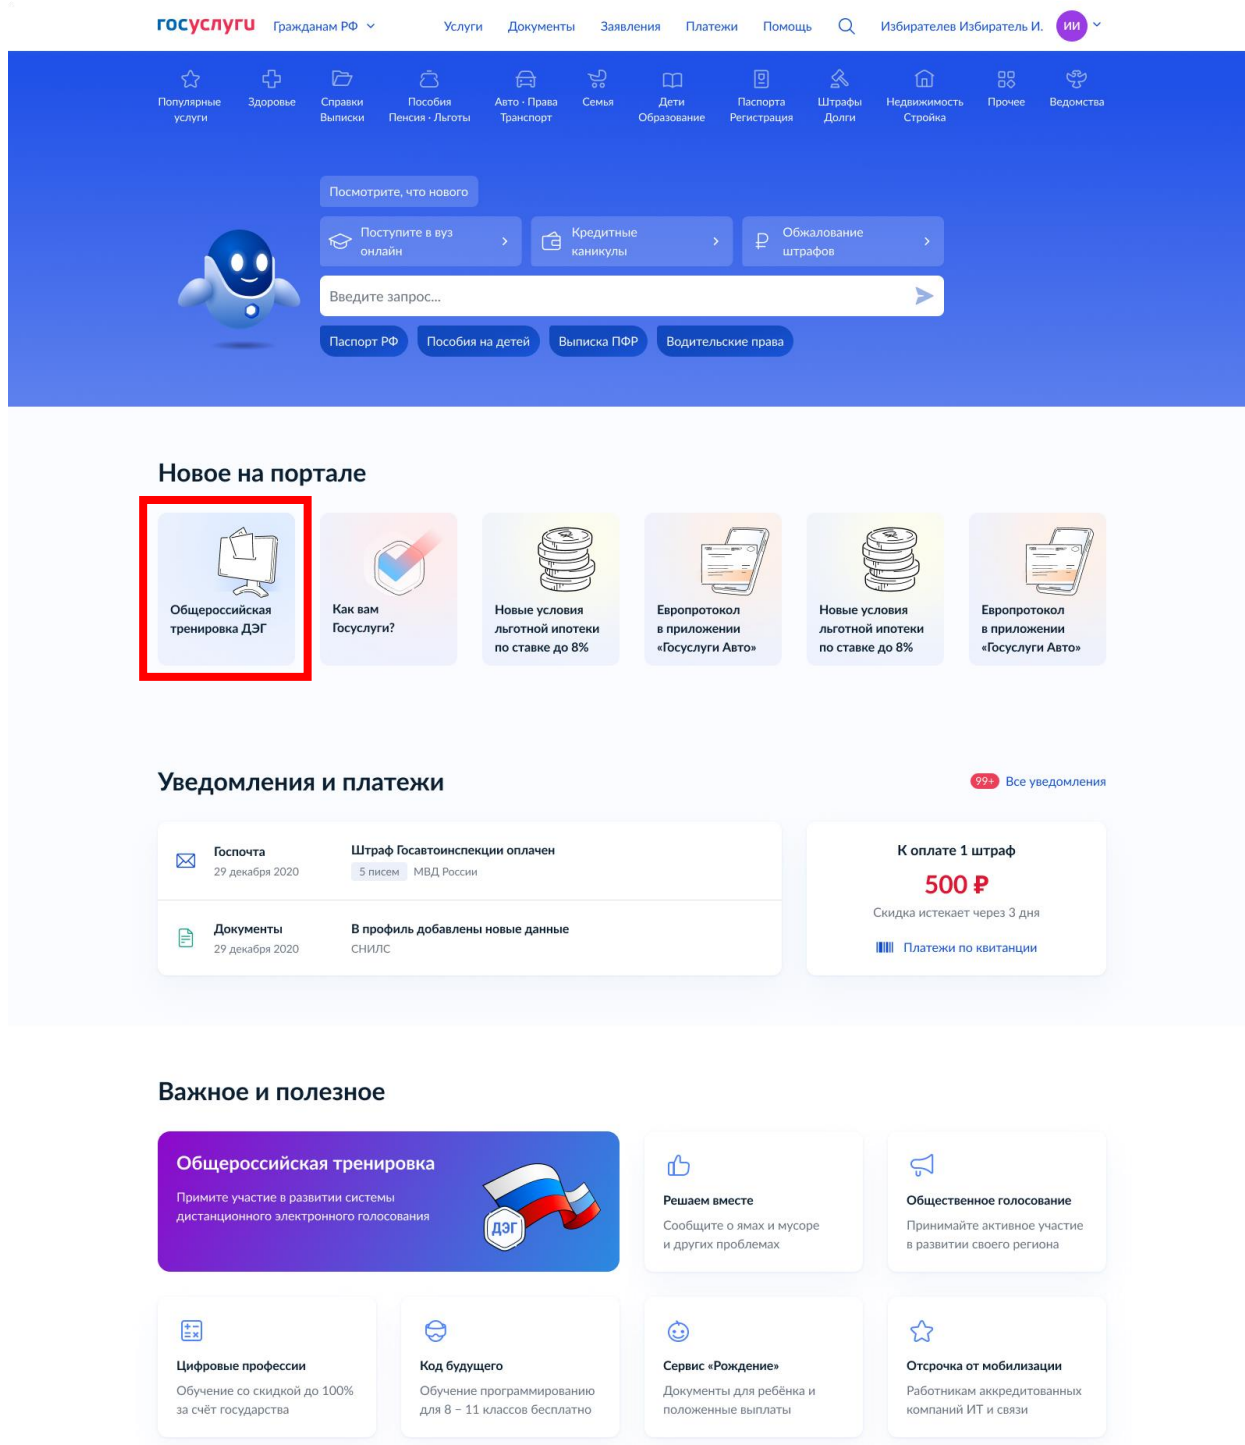 госуслуги Гражданам РФ Услуги Документы Заявления Платежи Помощь Избирателев Избиратель И. ИИ
Популярные услуги
Здоровье
Справки Выписки
Пособия Пенсия · Льготы
Авто · Права Транспорт
Семья
Дети Образование
Паспорта Регистрация
Штрафы Долги
Недвижимость Стройка
Прочее
Ведомства
Посмотрите, что нового
Поступите в вуз
онлайн
Кредитные
каникулы
Обжалование
штрафов
Введите запрос...
Паспорт РФ
Пособия на детей
Выписка ПФР
Водительские права
Новое на портале
Общероссийская
тренировка ДЭГ
Как вам
Госуслуги?
Новые условия
льготной ипотеки
по ставке до 8%
Европротокол
в приложении
«Госуслуги Авто»
Новые условия
льготной ипотеки
по ставке до 8%
Европротокол
в приложении
«Госуслуги Авто»
Уведомления и платежи
99+ Все уведомления
Госпочта
29 декабря 2020
Штраф Госавтоинспекции оплачен
5 писем МВД России
Документы
29 декабря 2020
В профиль добавлены новые данные
СНИЛС
К оплате 1 штраф
500 ₽
Скидка истекает через 3 дня
Платежи по квитанции
Важное и полезное
Общероссийская тренировка
Примите участие в развитии системы
дистанционного электронного голосования
ДЭГ
Решаем вместе
Сообщите о ямах и мусоре
и других проблемах
Общественное голосование
Принимайте активное участие
в развитии своего региона
Цифровые профессии
Обучение со скидкой до 100%
за счёт государства
Код будущего
Обучение программированию
для 8 – 11 классов бесплатно
Сервис «Рождение»
Документы для ребёнка и
положенные выплаты
Отсрочка от мобилизации
Работникам аккредитованных
компаний ИТ и связи